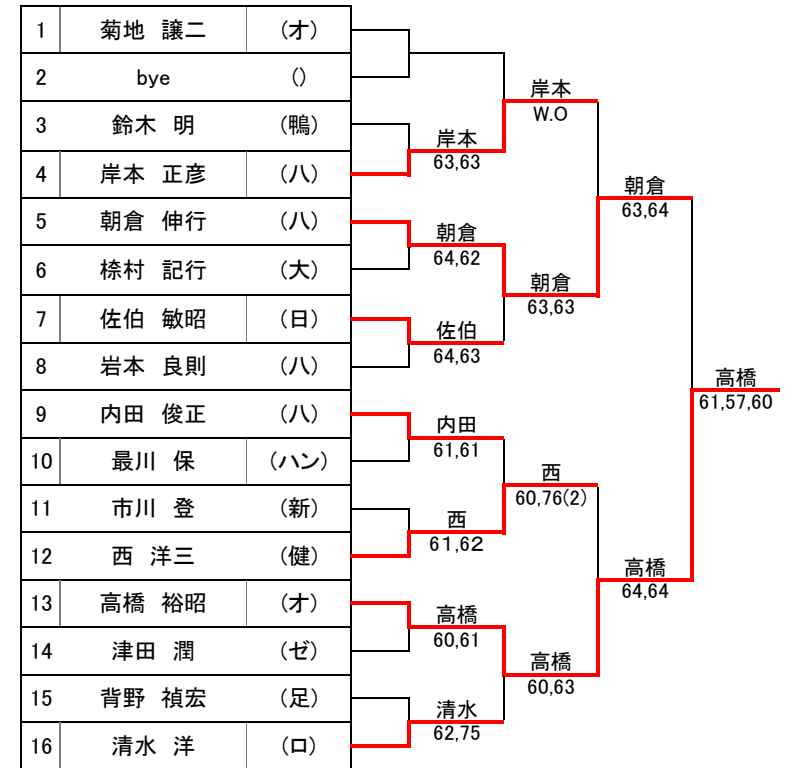 1 菊地 譲二 (才)
2 bye ()
3 鈴木 明 (鴨)
4 岸本 正彦 (八)
5 朝倉 伸行 (八)
6 榛村 記行 (大)
7 佐伯 敏昭 (日)
8 岩本 良則 (八)
9 内田 俊正 (八)
10 最川 保 (ハン)
11 市川 登 (新)
12 西 洋三 (健)
13 高橋 裕昭 (才)
14 津田 潤 (ゼ)
15 背野 禎宏 (足)
16 清水 洋 (ロ)
岸本
63,63
朝倉
64,62
佐伯
64,63
内田
61,61
西
61,62
高橋
60,61
清水
62,75
岸本
W.O
朝倉
63,63
西
60,76(2)
高橋
60,63
朝倉
63,64
高橋
64,64
高橋
61,57,60